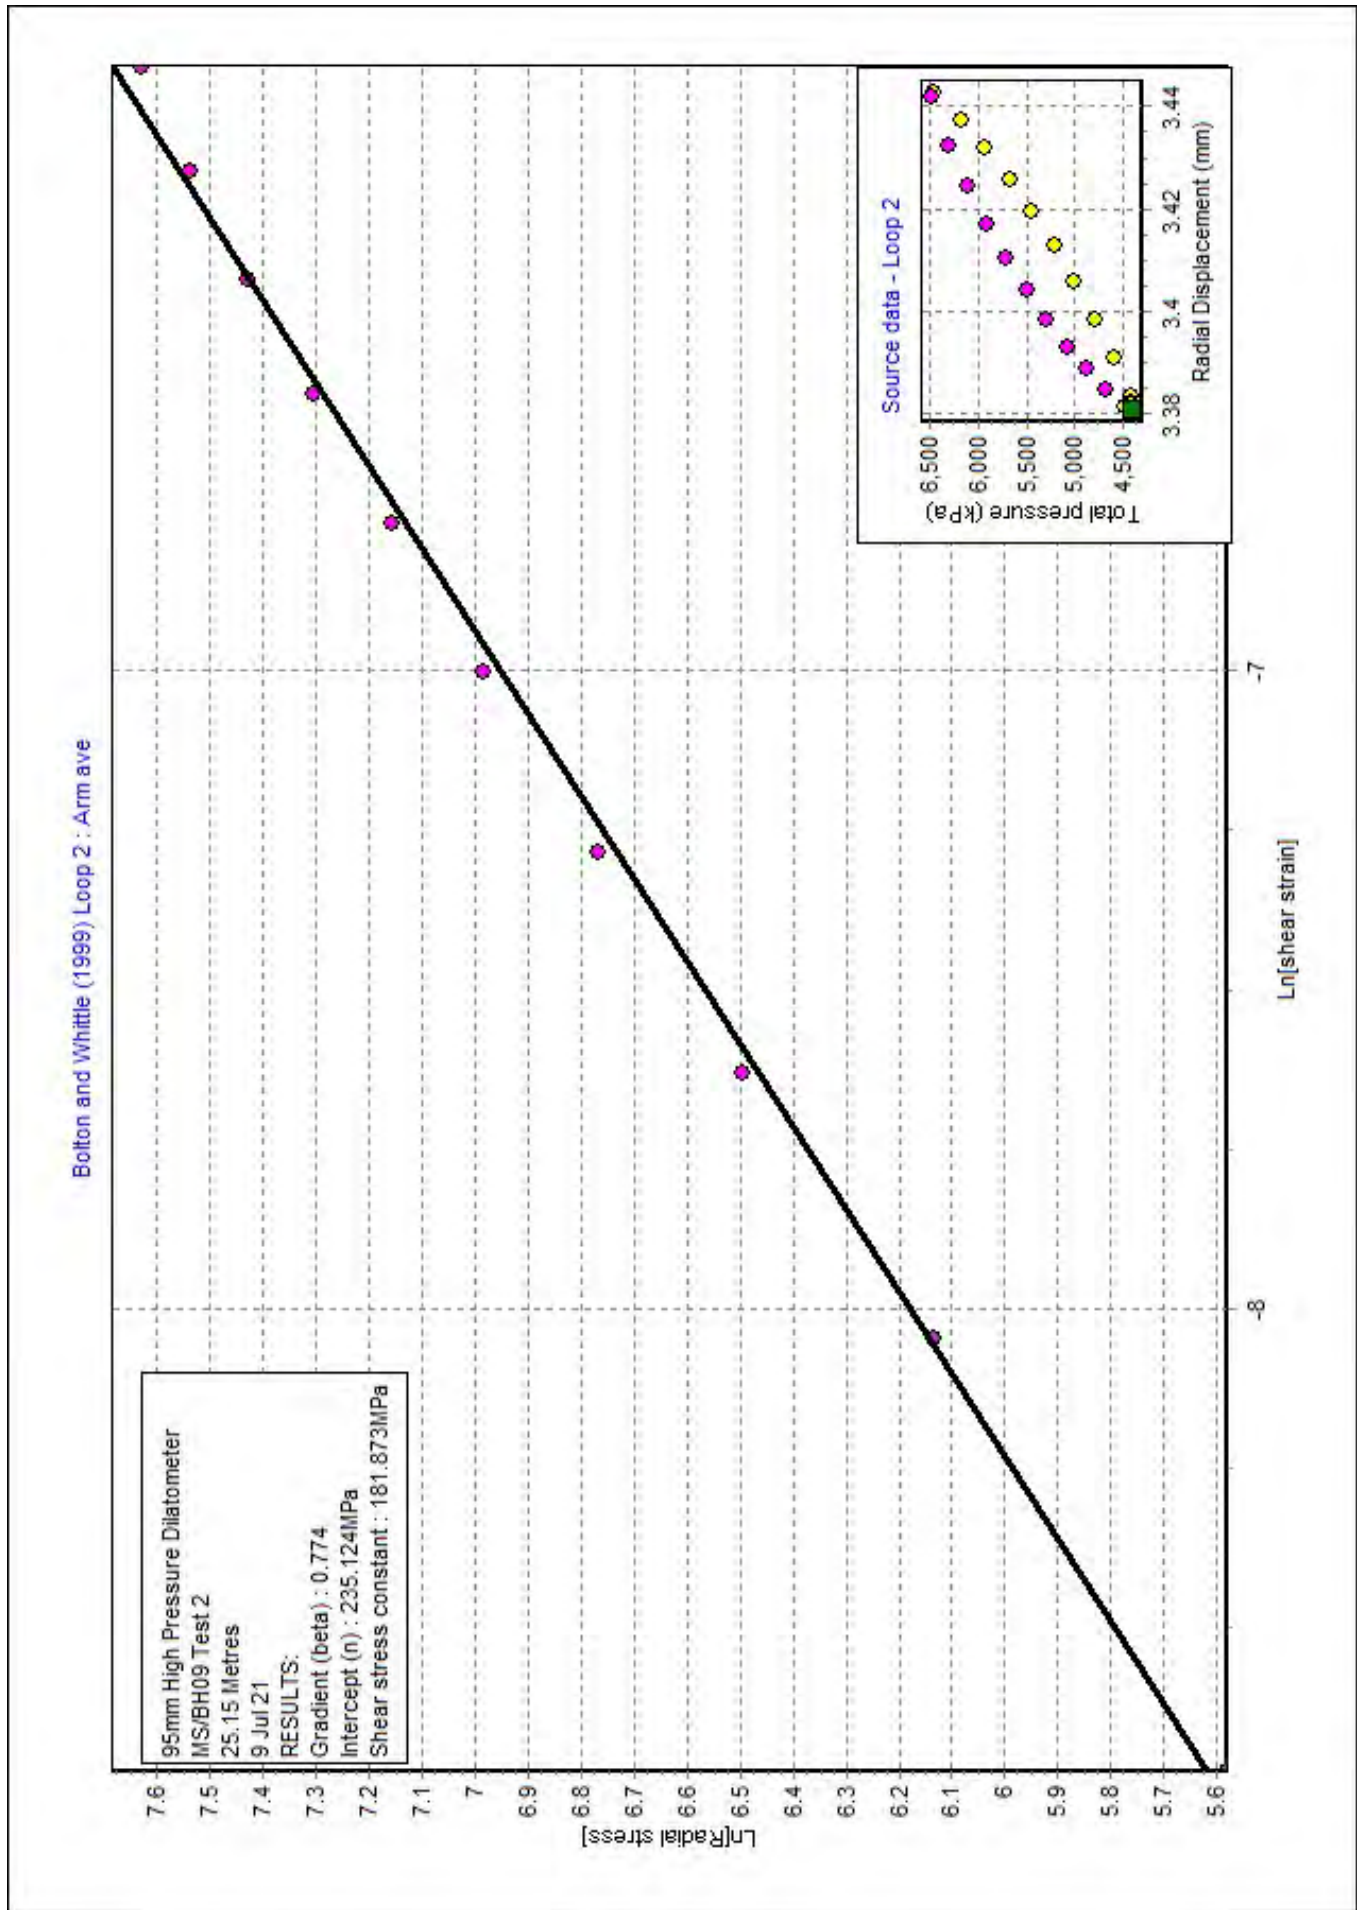 Bolton and Whittle (1999) Loop 2 : Arm ave
95mm High Pressure Dilatometer
MS/BH09 Test 2
25.15 Metres
9 Jul 21
RESULTS:
Gradient (beta) : 0.774
Intercept (n) : 235.124MPa
Shear stress constant : 181.873MPa
Ln[Radial stress]
7.6
7.5
7.4
7.3
7.2
7.1
7
6.9
6.8
6.7
6.6
6.5
6.4
6.3
6.2
6.1
6
5.9
5.8
5.7
5.6
-8
-7
Ln[shear strain]
Source data - Loop 2
Total pressure (kPa)
6,500
6,000
5,500
5,000
4,500
3.38
3.4
3.42
3.44
Radial Displacement (mm)